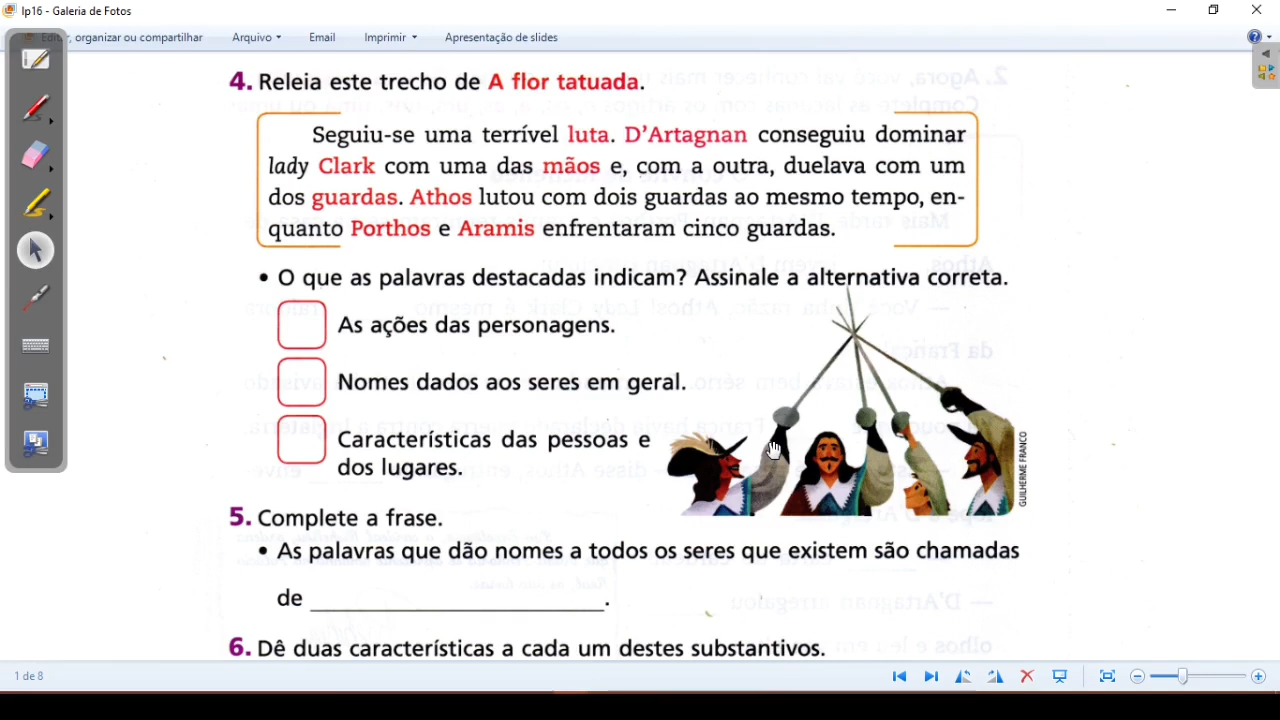 lp16 - Galeria de Fotos
Editar, organizar ou compartilhar Arquivo Email Imprimir Apresentação de slides
4. Releia este trecho de A flor tatuada.
Seguiu-se uma terrível luta. D’Artagnan conseguiu dominar
lady Clark com uma das mãos e, com a outra, duelava com um
dos guardas. Athos lutou com dois guardas ao mesmo tempo, en-
quanto Porthos e Aramis enfrentaram cinco guardas.
• O que as palavras destacadas indicam? Assinale a alternativa correta.
As ações das personagens.
Nomes dados aos seres em geral.
Características das pessoas e
dos lugares.
GUILHERME FRANCO
5. Complete a frase.
• As palavras que dão nomes a todos os seres que existem são chamadas
de ______________________.
6. Dê duas características a cada um destes substantivos.
1 de 8